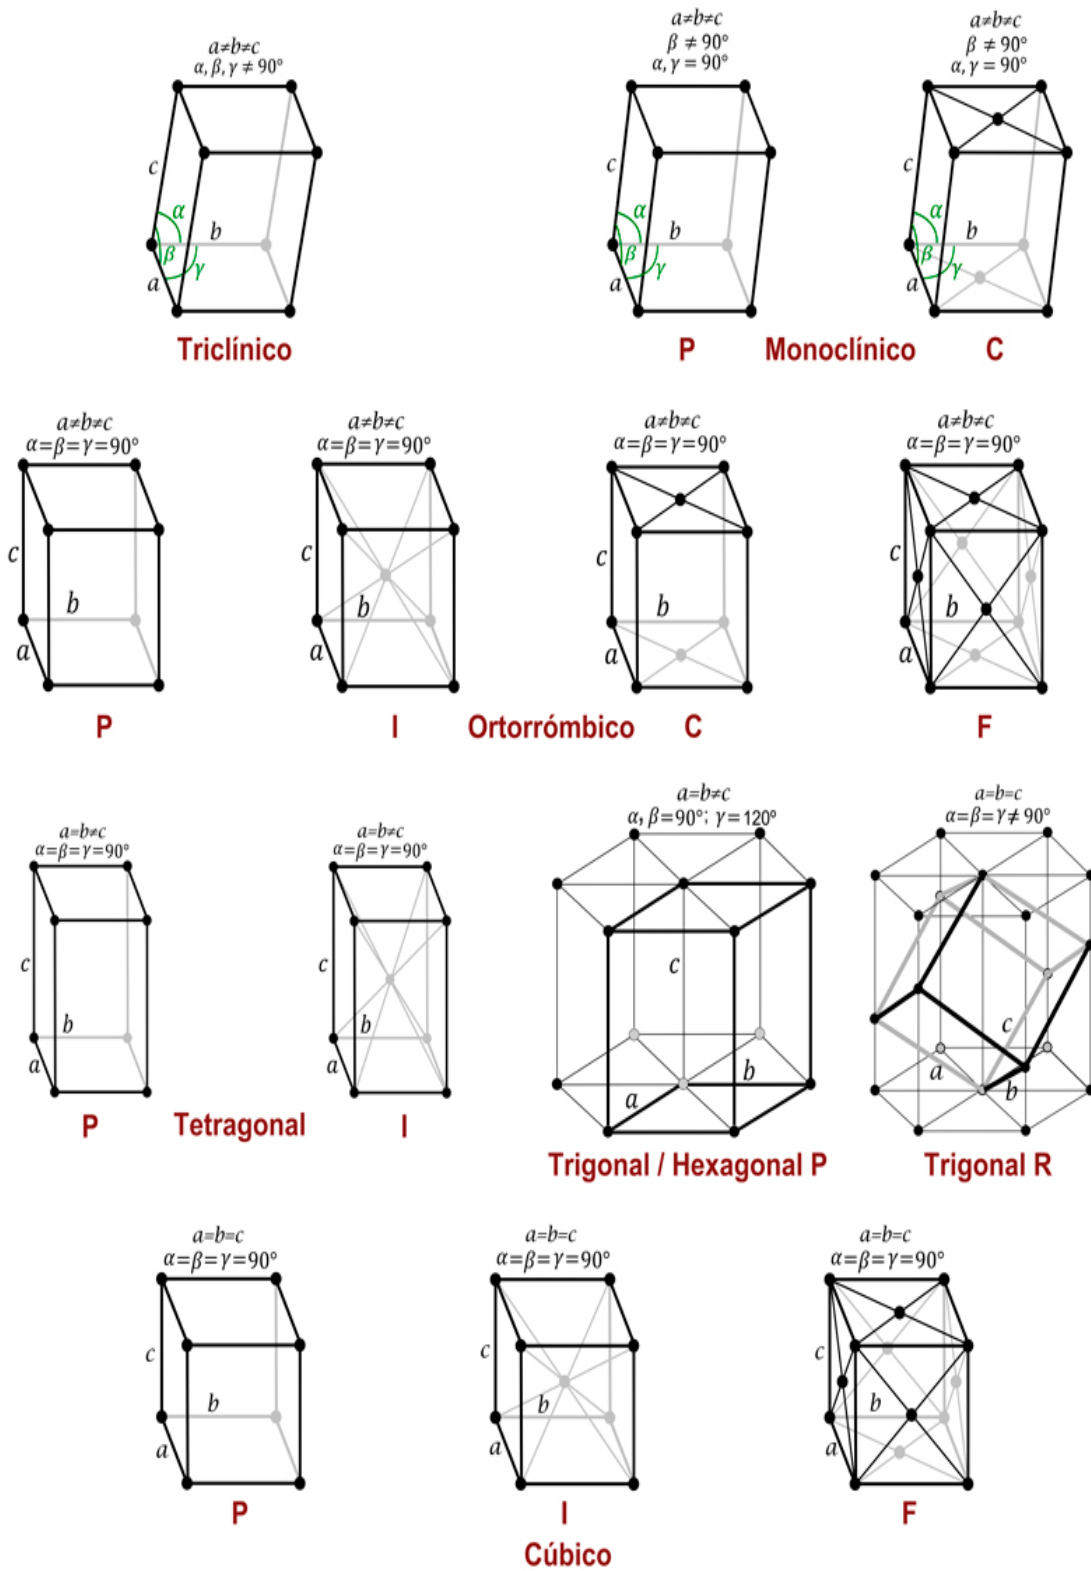 a≠b≠c
α, β, γ ≠ 90°
c
α
b
β
γ
a
Triclínico
a≠b≠c
β ≠ 90°
α, γ = 90°
c
α
b
β
γ
a
P
Monoclínico
a≠b≠c
β ≠ 90°
α, γ = 90°
c
α
b
β
γ
a
C
a≠b≠c
α=β=γ=90°
c
b
a
P
a≠b≠c
α=β=γ=90°
c
b
a
I
Ortorrómbico
a≠b≠c
α=β=γ=90°
c
b
a
C
a≠b≠c
α=β=γ=90°
c
b
a
F
a=b≠c
α=β=γ=90°
c
b
a
P
Tetragonal
a=b≠c
α=β=γ=90°
c
b
a
I
a=b≠c
α, β=90°; γ=120°
c
b
a
Trigonal / Hexagonal P
a=b=c
α=β=γ≠90°
c
a
b
Trigonal R
a=b=c
α=β=γ=90°
c
b
a
P
a=b=c
α=β=γ=90°
c
b
a
I
a=b=c
α=β=γ=90°
c
b
a
F
Cúbico